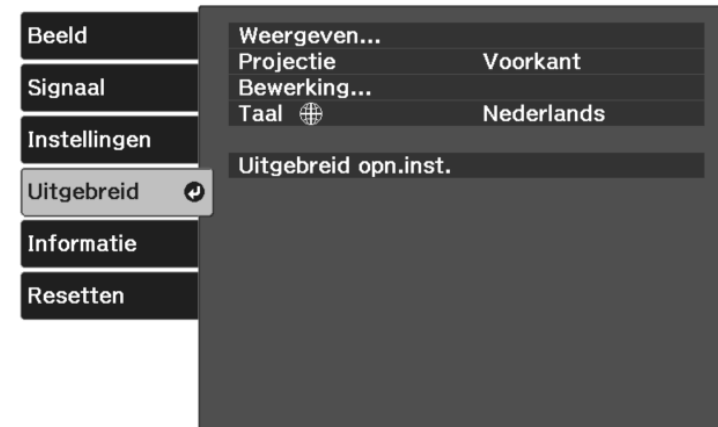 Beeld
Signaal
Instellingen
Uitgebreid
Informatie
Resetten
Weergeven...
Projectie Voorkant
Bewerking...
Taal Nederlands
Uitgebreid opn.inst.